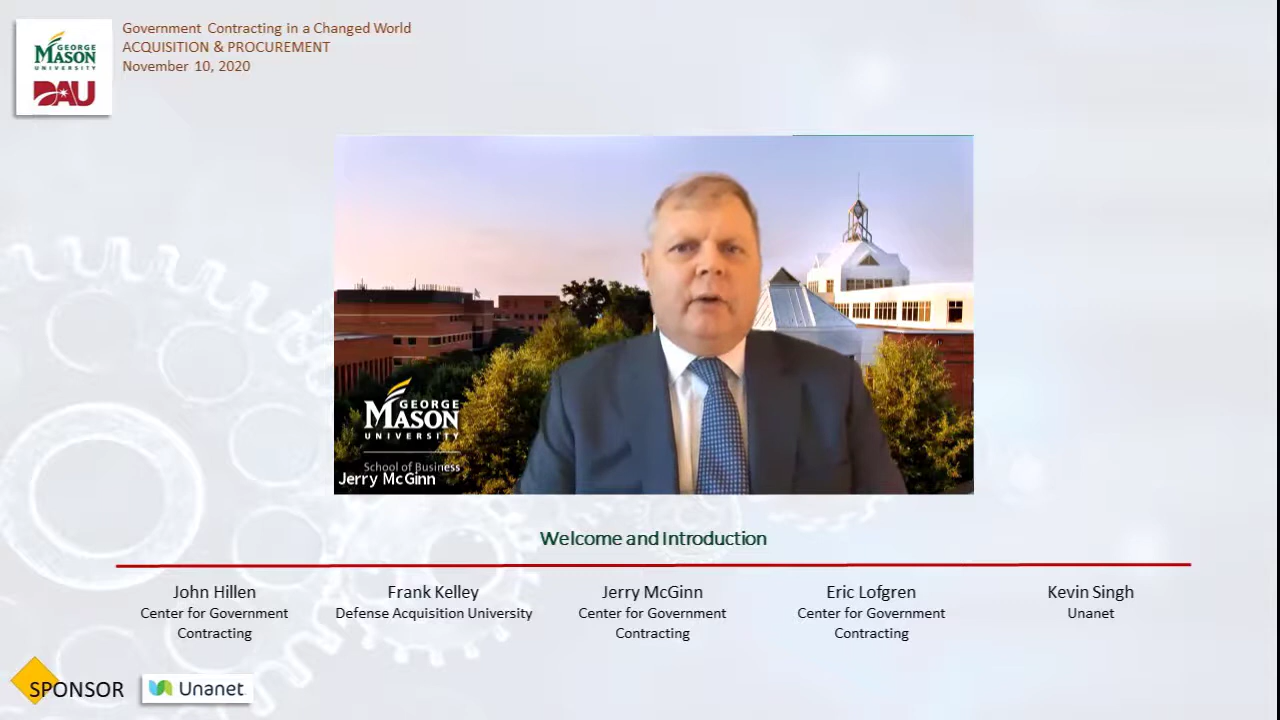 GEORGE
MASON
UNIVERSITY
DAU
Government Contracting in a Changed World
ACQUISITION & PROCUREMENT
November 10, 2020
GEORGE
MASON
UNIVERSITY
School of Business
Jerry McGinn
Welcome and Introduction
John Hillen
Center for Government
Contracting
Frank Kelley
Defense Acquisition University
Jerry McGinn
Center for Government
Contracting
Eric Lofgren
Center for Government
Contracting
Kevin Singh
Unanet
SPONSOR
Unanet